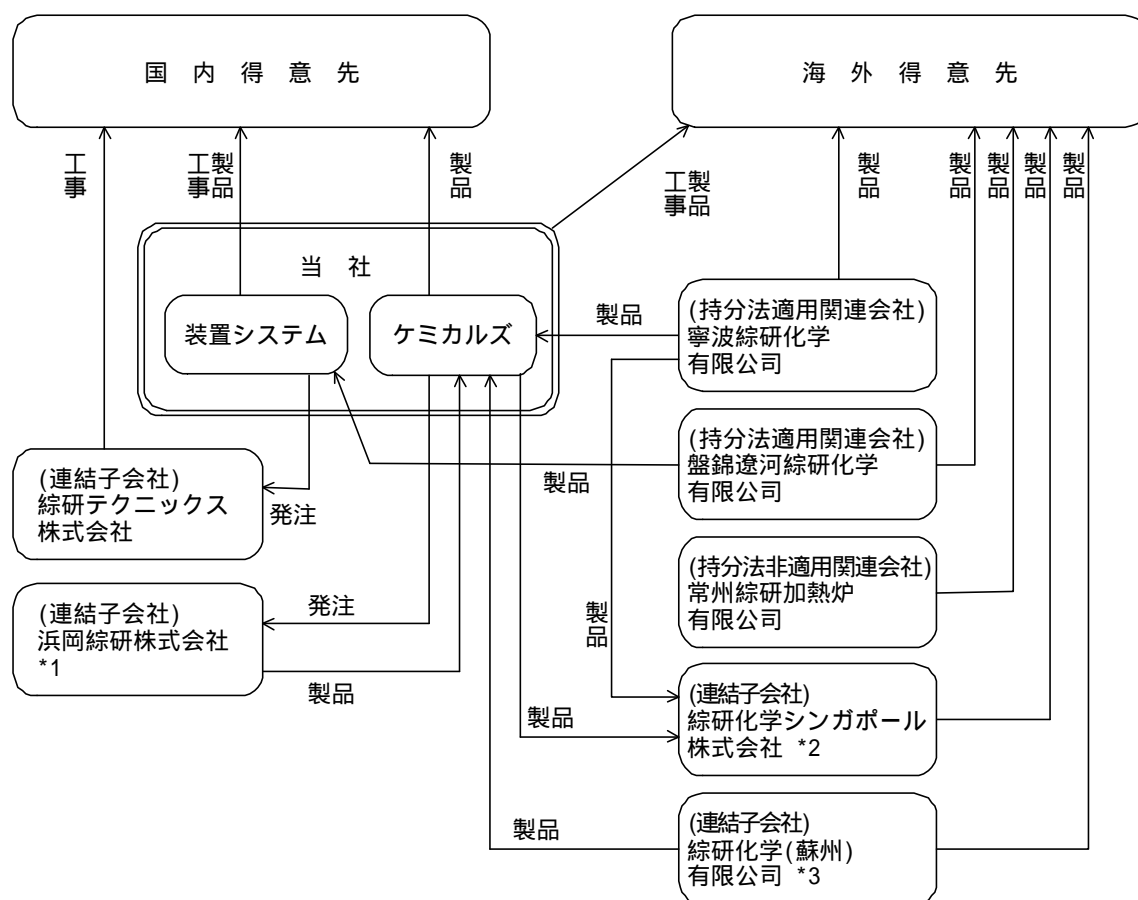 国内得意先
海外得意先
工事
製品
工事
製品
製品
工事
製品
製品
製品
製品
製品
当社
装置システム
ケミカルズ
製品
(持分法適用関連会社)
寧波綜研化学
有限公司
(持分法適用関連会社)
盤錦遼河綜研化学
有限公司
製品
(連結子会社)
綜研テクニックス
株式会社
発注
(持分法非適用関連会社)
常州綜研加熱炉
有限公司
(連結子会社)
浜岡綜研株式会社
*1
発注
製品
製品
製品
(連結子会社)
綜研化学シンガポール
株式会社 *2
製品
(連結子会社)
綜研化学(蘇州)
有限公司 *3